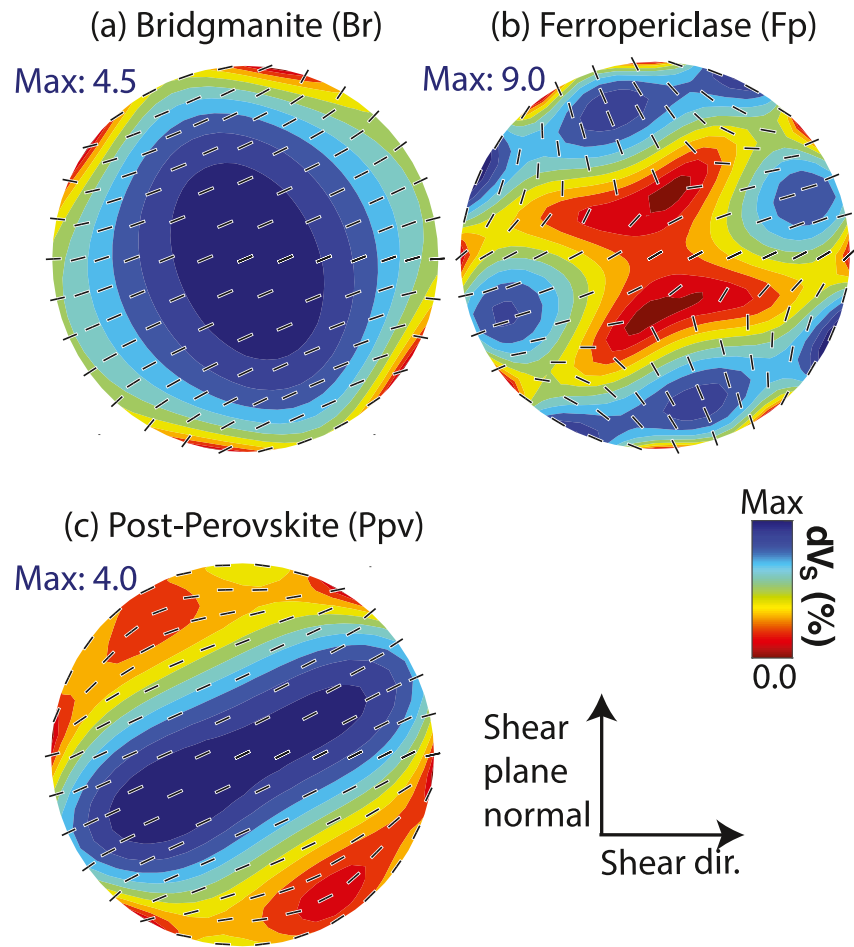 (a) Bridgmanite (Br)
(b) Ferropericlase (Fp)
Max: 4.5
Max: 9.0
(c) Post-Perovskite (Ppv)
Max: 4.0
Max
dVS (%)
0.0
Shear
plane
normal
Shear dir.